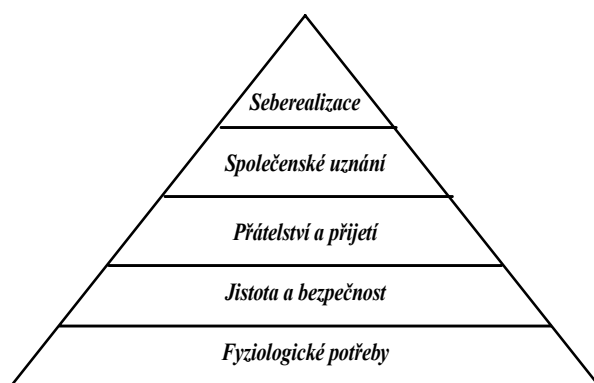 Seberealizace
Společenské uznání
Přátelství a přijetí
Jistota a bezpečnost
Fyziologické potřeby